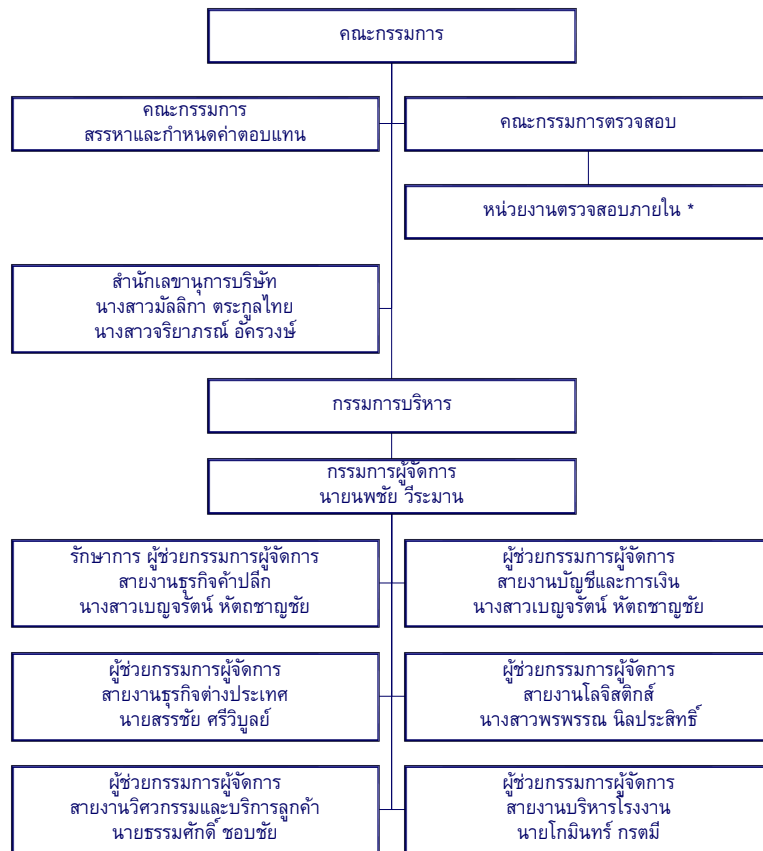 คณะกรรมการ
คณะกรรมการ
สรรหาและกำหนดค่าตอบแทน
คณะกรรมการตรวจสอบ
หน่วยงานตรวจสอบภายใน *
สำนักเลขานุการบริษัท
นางสาวมัลลิกา ตระกูลไทย
นางสาวจริยาภรณ์ อัครวงษ์
กรรมการบริหาร
กรรมการผู้จัดการ
นายนพชัย วีระมาน
รักษาการ ผู้ช่วยกรรมการผู้จัดการ
สายงานธุรกิจค้าปลีก
นางสาวเบญจรัตน์ หัตถชาญชัย
ผู้ช่วยกรรมการผู้จัดการ
สายงานบัญชีและการเงิน
นางสาวเบญจรัตน์ หัตถชาญชัย
ผู้ช่วยกรรมการผู้จัดการ
สายงานธุรกิจต่างประเทศ
นายสรรชัย ศรีวิบูลย์
ผู้ช่วยกรรมการผู้จัดการ
สายงานโลจิสติกส์
นางสาวพรพรรณ นิลประสิทธิ์
ผู้ช่วยกรรมการผู้จัดการ
สายงานวิศวกรรมและบริการลูกค้า
นายธรรมศักดิ์ ชอบชัย
ผู้ช่วยกรรมการผู้จัดการ
สายงานบริหารโรงงาน
นายโกมินทร์ กรตมี